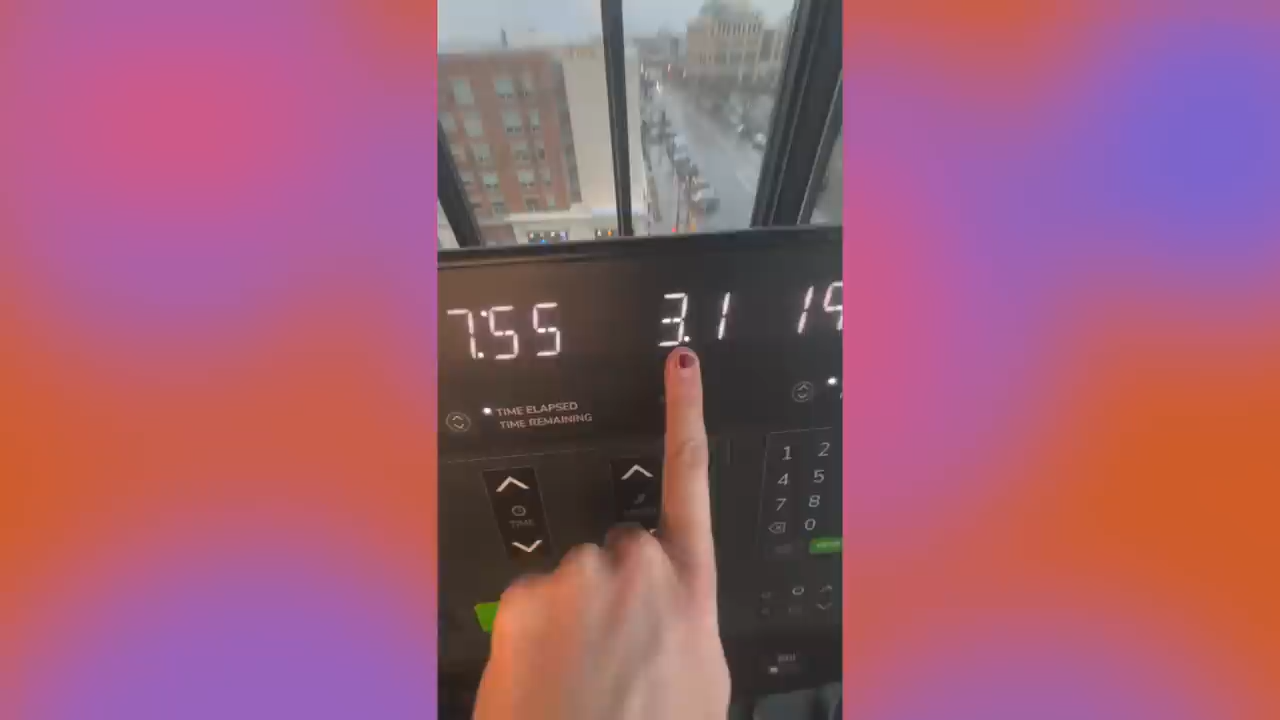 7:55 3.1 19
TIME ELAPSED
TIME REMAINING
TIME
1 2
4 5
7 8
0